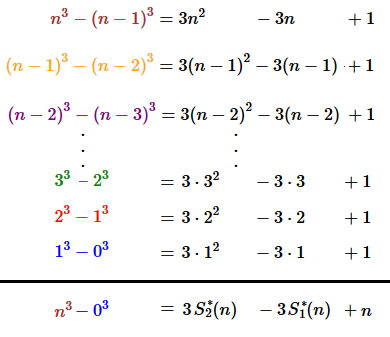 n³ − (n − 1)³ = 3n² − 3n + 1
(n − 1)³ − (n − 2)³ = 3(n − 1)² − 3(n − 1) + 1
(n − 2)³ − (n − 3)³ = 3(n − 2)² − 3(n − 2) + 1
⋮ ⋮
3³ − 2³ = 3 · 3² − 3 · 3 + 1
2³ − 1³ = 3 · 2² − 3 · 2 + 1
1³ − 0³ = 3 · 1² − 3 · 1 + 1
n³ − 0³ = 3S₂*(n) − 3S₁*(n) + n